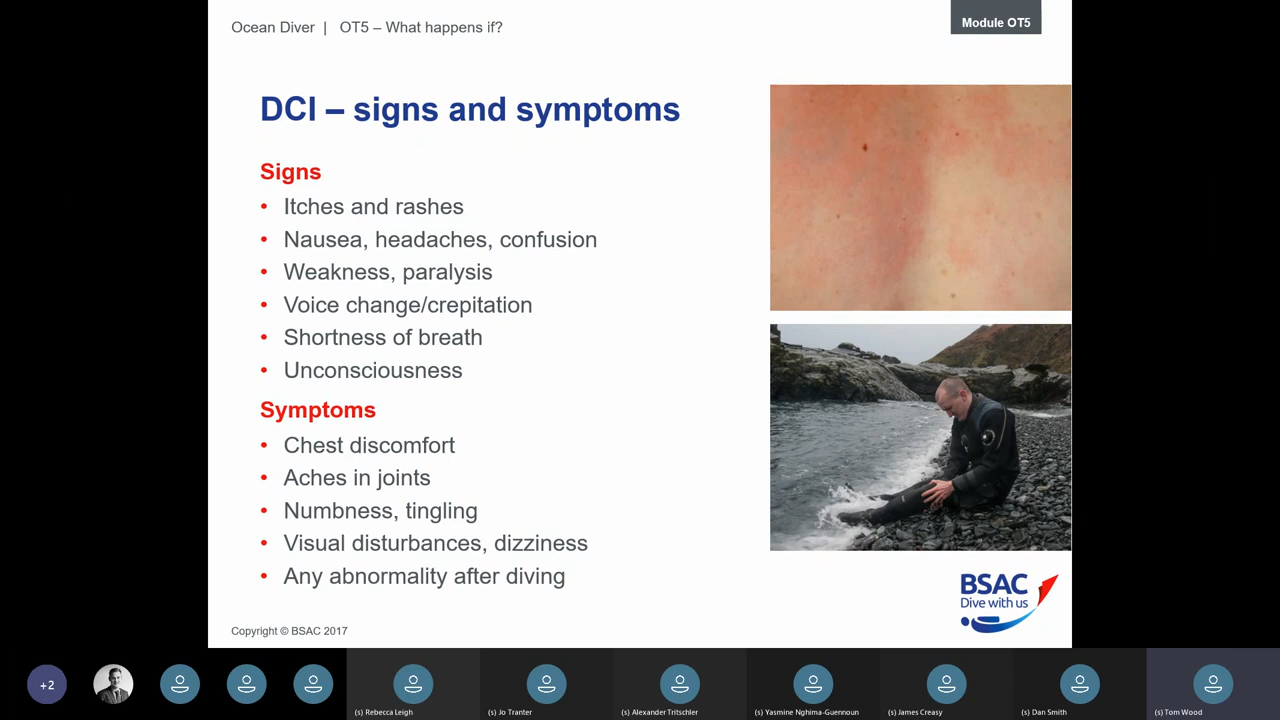 Ocean Diver | OT5 – What happens if?
Module OT5
DCI – signs and symptoms
Signs
• Itches and rashes
• Nausea, headaches, confusion
• Weakness, paralysis
• Voice change/crepitation
• Shortness of breath
• Unconsciousness
Symptoms
• Chest discomfort
• Aches in joints
• Numbness, tingling
• Visual disturbances, dizziness
• Any abnormality after diving
BSAC
Dive with us
Copyright © BSAC 2017
+2
(s) Rebecca Leigh
(s) Jo Tranter
(s) Alexander Tritschler
(s) Yasmine Nghima-Guennoun
(s) James Creasy
(s) Dan Smith
(s) Tom Wood